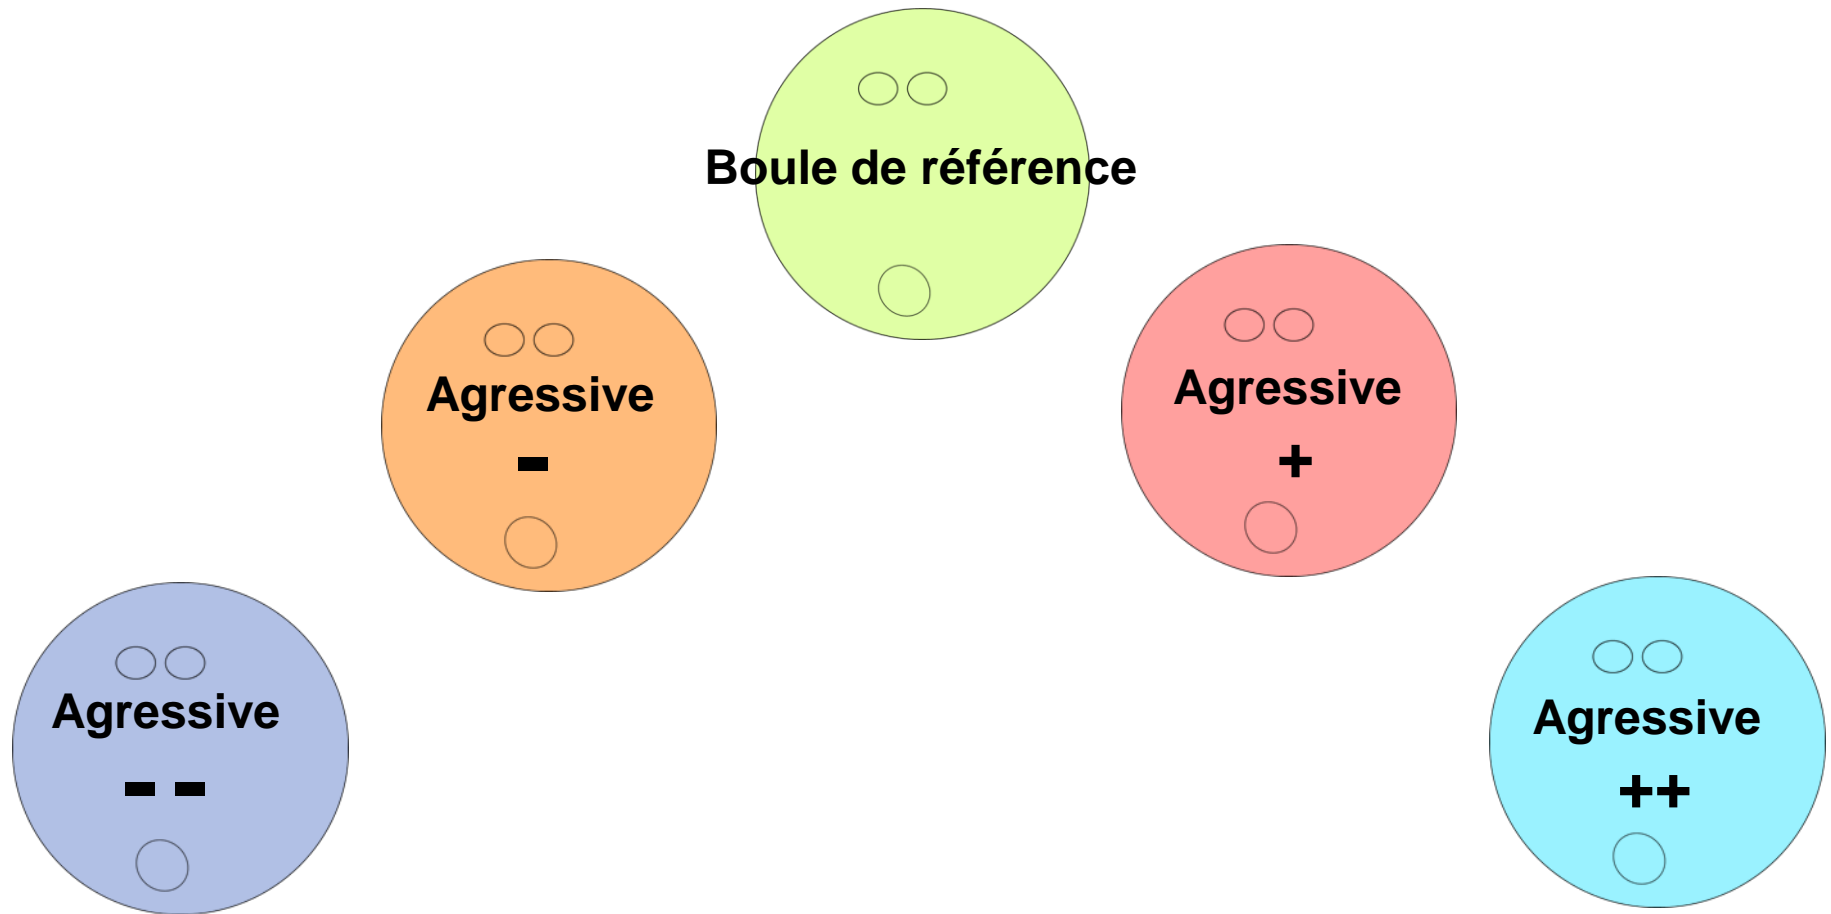 Boule de référence
Agressive
-
Agressive
+
Agressive
- -
Agressive
++